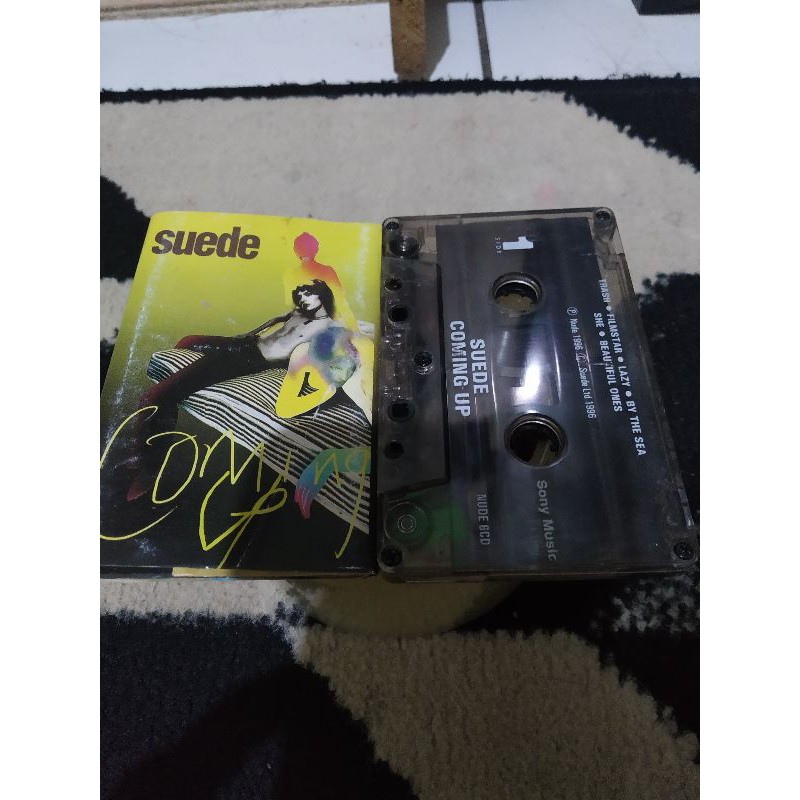 suede
Coming
Up
1
SIDE
TRASH • FILMSTAR • LAZY • BY THE SEA
SHE • BEAUTIFUL ONES
℗ Nude 1996 © Suede Ltd 1996
SUEDE
COMING UP
NUDE 6CD
Sony Music